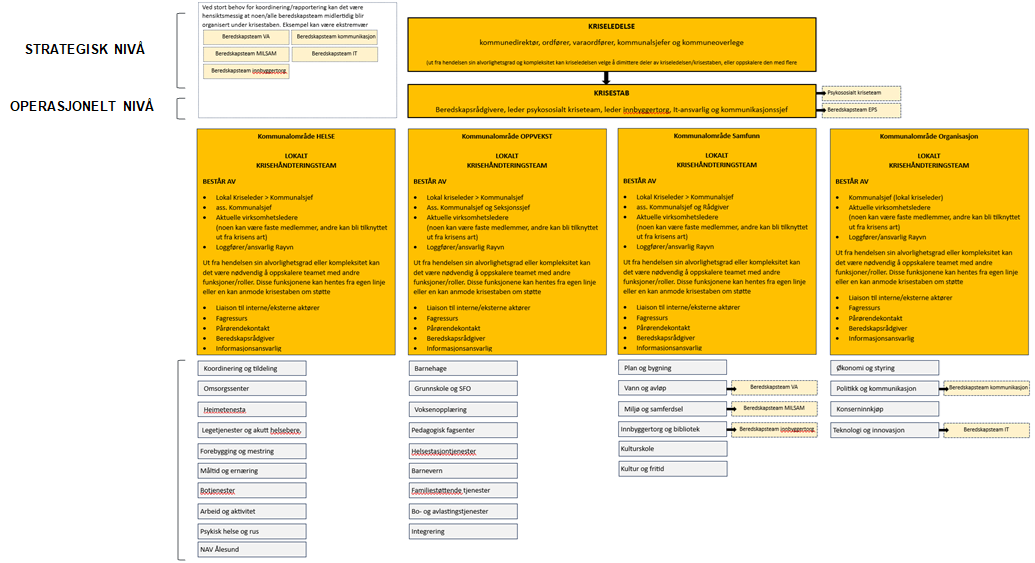 STRATEGISK NIVÅ
OPERASJONELT NIVÅ
Ved stort behov for koordinering/rapportering kan det være
hensiktsmessig at noen/alle beredskapsteam midlertidig blir
organisert under krisestaben. Eksempel kan være ekstremvær
Beredskapsteam VA
Beredskapsteam kommunikasjon
Beredskapsteam MILSAM
Beredskapsteam IT
Beredskapsteam innbyggertorg
KRISELEDELSE
kommunedirektør, ordfører, varaordfører, kommunalsjefer og kommuneoverlege
(ut fra hendelsen sin alvorlighetsgrad og kompleksitet kan kriseledelsen velge å dimittere deler av kriseledelsen/krisestaben, eller oppskalere den med flere
KRISESTAB
Beredskapsrådgivere, leder psykososialt kriseteam, leder innbyggertorg, It-ansvarlig og kommunikasjonssjef
Psykososialt kriseteam
Beredskapsteam EPS
Kommunalområde HELSE
LOKALT
KRISEHÅNDTERINGSTEAM
BESTÅR AV
• Lokal Kriseleder > Kommunalsjef
• ass. Kommunalsjef
• Aktuelle virksomhetsledere
(noen kan være faste medlemmer, andre kan bli tilknyttet
ut fra krisens art)
• Loggfører/ansvarlig Rayvn
Ut fra hendelsen sin alvorlighetsgrad eller kompleksitet kan
det være nødvendig å oppskalere teamet med andre
funksjoner/roller. Disse funksjonene kan hentes fra egen linje
eller en kan anmode krisestaben om støtte
• Liaison til interne/eksterne aktører
• Fagressurs
• Pårørendekontakt
• Beredskapsrådgiver
• Informasjonsansvarlig
Kommunalområde OPPVEKST
LOKALT
KRISEHÅNDTERINGSTEAM
BESTÅR AV
• Lokal Kriseleder > Kommunalsjef
• Ass. Kommunalsjef og Seksjonssjef
• Aktuelle virksomhetsledere
(noen kan være faste medlemmer, andre kan bli tilknyttet
ut fra krisens art)
• Loggfører/ansvarlig Rayvn
Ut fra hendelsen sin alvorlighetsgrad eller kompleksitet kan
det være nødvendig å oppskalere teamet med andre
funksjoner/roller. Disse funksjonene kan hentes fra egen linje
eller en kan anmode krisestaben om støtte
• Liaison til interne/eksterne aktører
• Fagressurs
• Pårørendekontakt
• Beredskapsrådgiver
• Informasjonsansvarlig
Kommunalområde Samfunn
LOKALT
KRISEHÅNDTERINGSTEAM
BESTÅR AV
• Lokal Kriseleder > Kommunalsjef
• ass. Kommunalsjef og Rådgiver
• Aktuelle virksomhetsledere
(noen kan være faste medlemmer, andre kan bli tilknyttet
ut fra krisens art)
• Loggfører/ansvarlig Rayvn
Ut fra hendelsen sin alvorlighetsgrad eller kompleksitet kan
det være nødvendig å oppskalere teamet med andre
funksjoner/roller. Disse funksjonene kan hentes fra egen linje
eller en kan anmode krisestaben om støtte
• Liaison til interne/eksterne aktører
• Fagressurs
• Pårørendekontakt
• Beredskapsrådgiver
• Informasjonsansvarlig
Kommunalområde Organisasjon
LOKALT
KRISEHÅNDTERINGSTEAM
BESTÅR AV
• Kommunalsjef (lokal kriseleder)
• Aktuelle virksomhetsledere
(noen kan være faste medlemmer, andre kan bli tilknyttet
ut fra krisens art)
• Loggfører/ansvarlig Rayvn
Ut fra hendelsen sin alvorlighetsgrad eller kompleksitet kan
det være nødvendig å oppskalere teamet med andre
funksjoner/roller. Disse funksjonene kan hentes fra egen linje
eller en kan anmode krisestaben om støtte
• Liaison til interne/eksterne aktører
• Fagressurs
• Pårørendekontakt
• Beredskapsrådgiver
• Informasjonsansvarlig
Koordinering og tildeling
Omsorgssenter
Heimetenesta
Legetjenester og akutt helsebere.
Forebygging og mestring
Måltid og ernæring
Botjenester
Arbeid og aktivitet
Psykisk helse og rus
NAV Ålesund
Barnehage
Grunnskole og SFO
Voksenopplæring
Pedagogisk fagsenter
Helsestasjontjenester
Barnevern
Familiestøttende tjenester
Bo- og avlastingstjenester
Integrering
Plan og bygning
Vann og avløp
Beredskapsteam VA
Miljø og samferdsel
Beredskapsteam MILSAM
Innbyggertorg og bibliotek
Beredskapsteam innbyggertorg
Kulturskole
Kultur og fritid
Økonomi og styring
Politikk og kommunikasjon
Beredskapsteam kommunikasjon
Konserninnkjøp
Teknologi og innovasjon
Beredskapsteam IT